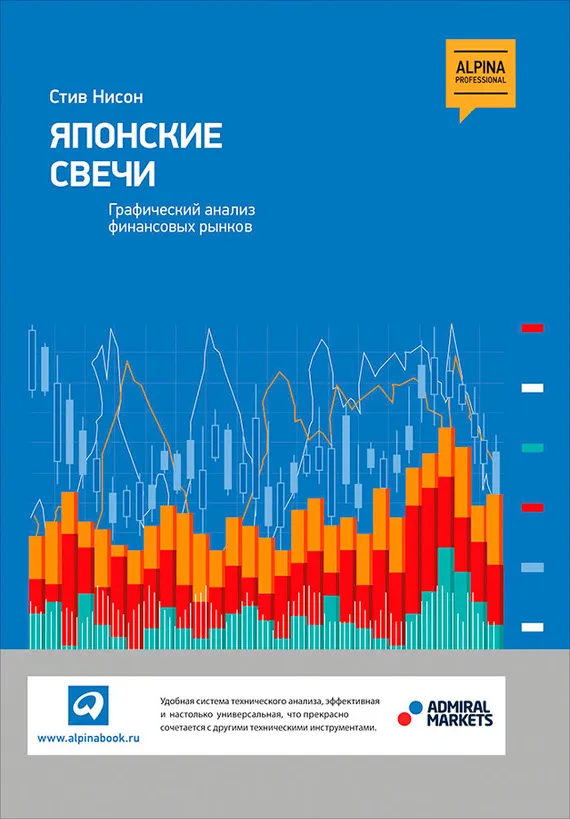 ALPINA
PROFESSIONAL
Стив Нисон
ЯПОНСКИЕ
СВЕЧИ
Графический анализ
финансовых рынков
Удобная система технического анализа, эффективная
и настолько универсальная, что прекрасно
сочетается с другими техническими инструментами.
www.alpinabook.ru
ADMIRAL
MARKETS